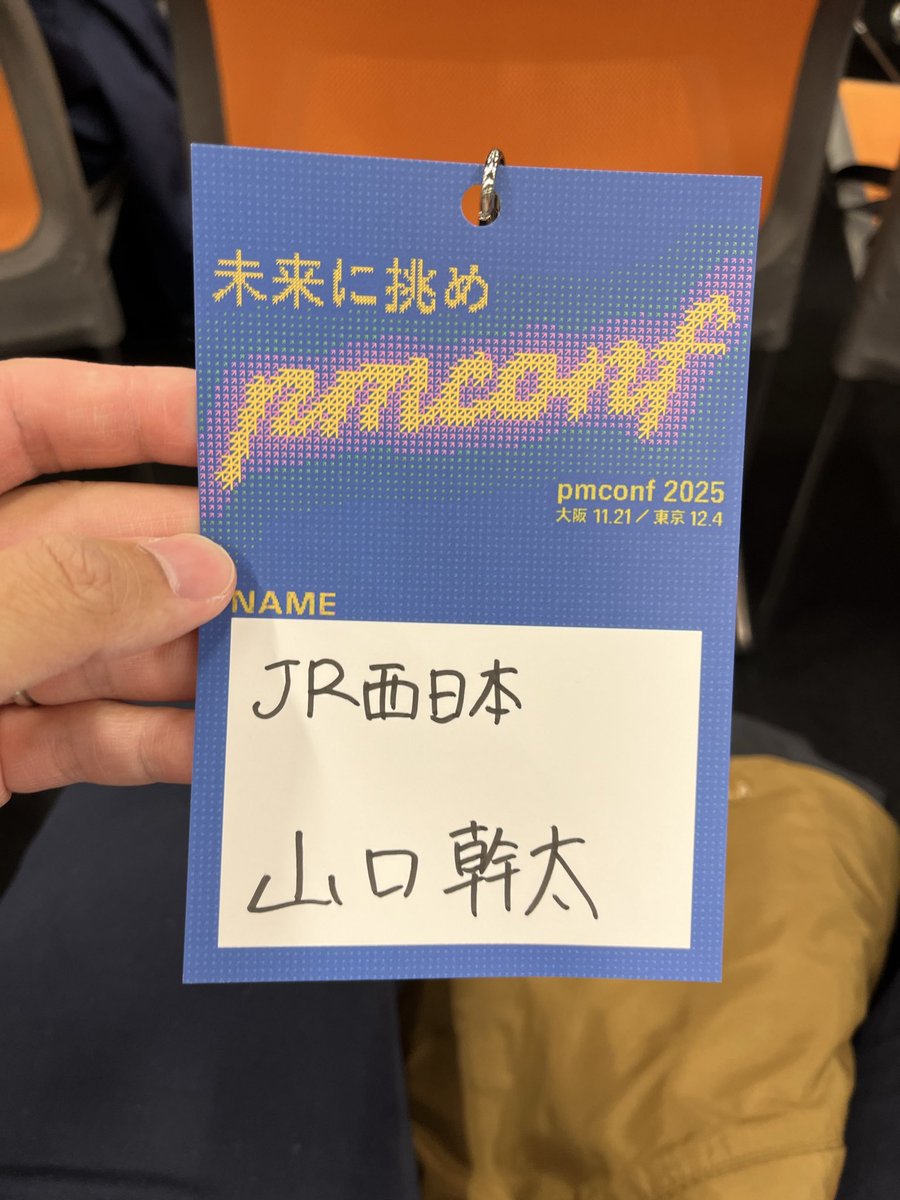 未来に挑め
pmconf
pmconf 2025
大阪 11.21／東京 12.4
NAME
JR西日本
山口幹太